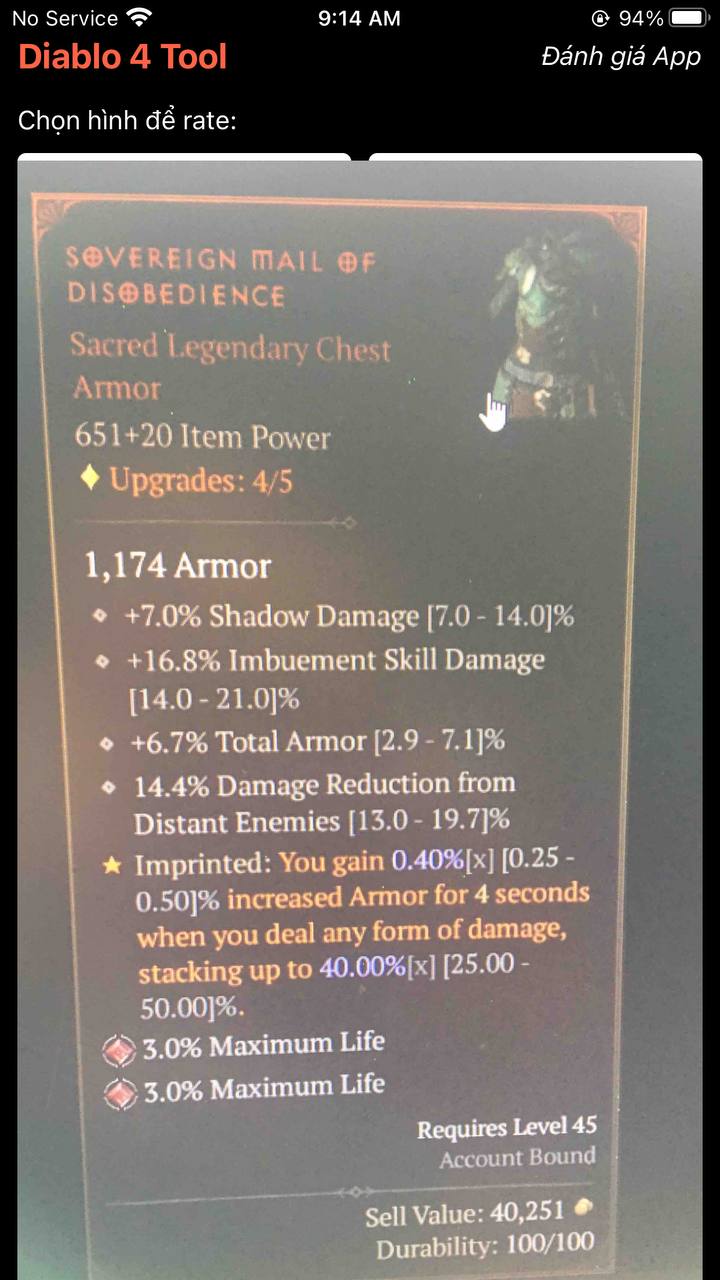 No Service 9:14 AM 94%
Diablo 4 Tool Đánh giá App
Chọn hình để rate:
SOVEREIGN MAIL OF
DISOBEDIENCE
Sacred Legendary Chest
Armor
651+20 Item Power
Upgrades: 4/5
1,174 Armor
+7.0% Shadow Damage [7.0 - 14.0]%
+16.8% Imbuement Skill Damage
[14.0 - 21.0]%
+6.7% Total Armor [2.9 - 7.1]%
14.4% Damage Reduction from
Distant Enemies [13.0 - 19.7]%
Imprinted: You gain 0.40%[x] [0.25 -
0.50]% increased Armor for 4 seconds
when you deal any form of damage,
stacking up to 40.00%[x] [25.00 -
50.00]%.
3.0% Maximum Life
3.0% Maximum Life
Requires Level 45
Account Bound
Sell Value: 40,251
Durability: 100/100